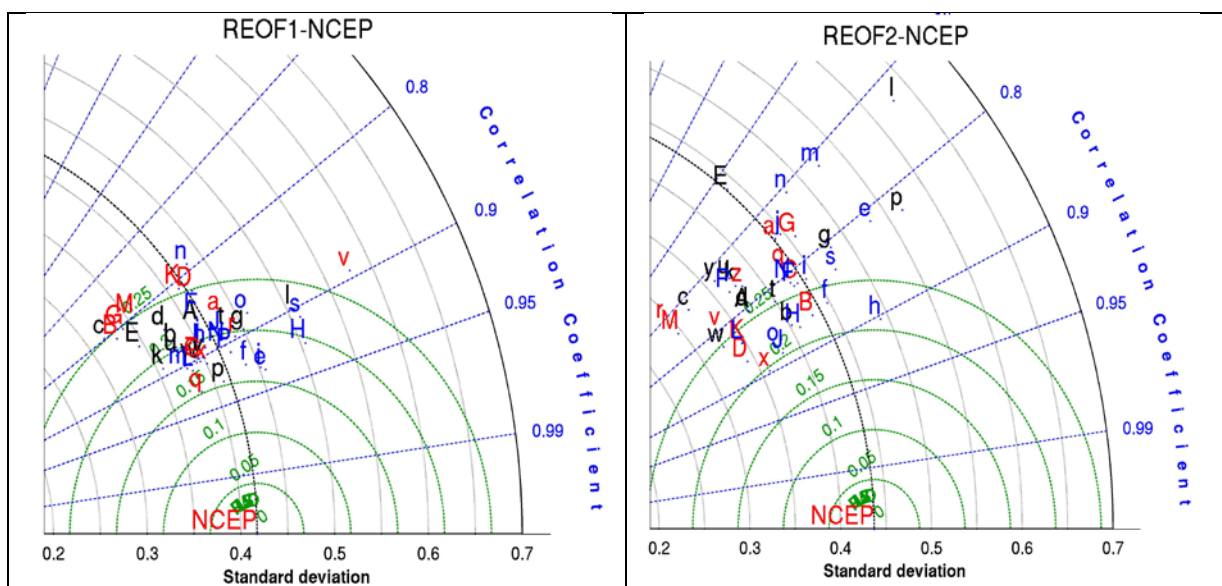 REOF1-NCEP
0.8
Correlation Coefficient
0.9
n
v
K D
M
0.25
a
o
l
s
G
A
t
c
E
d
g
H
b
0.95
k
m
L
x
f
e
p
q
0.1
0.99
0.05
0
NCEP
0.2 0.3 0.4 0.5 0.6 0.7
Standard deviation
REOF2-NCEP
l
0.8
Correlation Coefficient
m
E
n
p
e
0.9
a
j
G
g
s
q
y
z
i
c
t
f
0.25
B
h
r
M
v
b
H
0.95
K
w
o
J
0.2
D
x
0.15
0.1
0.99
0.05
0
NCEP
0.2 0.3 0.4 0.5 0.6 0.7
Standard deviation